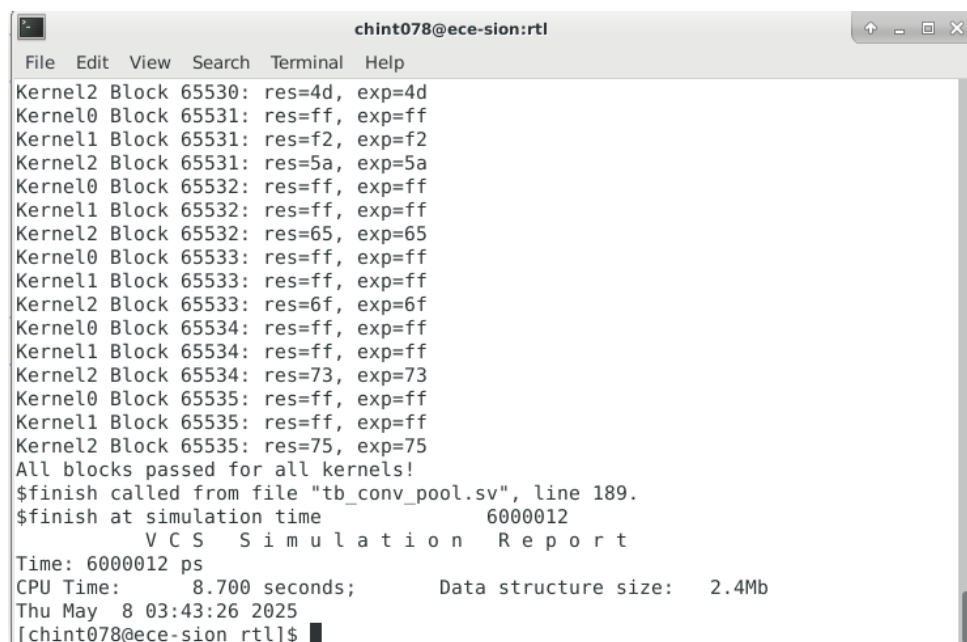 chint078@ece-sion:rtl
File Edit View Search Terminal Help
Kernel2 Block 65530: res=4d, exp=4d
Kernel0 Block 65531: res=ff, exp=ff
Kernel1 Block 65531: res=f2, exp=f2
Kernel2 Block 65531: res=5a, exp=5a
Kernel0 Block 65532: res=ff, exp=ff
Kernel1 Block 65532: res=ff, exp=ff
Kernel2 Block 65532: res=65, exp=65
Kernel0 Block 65533: res=ff, exp=ff
Kernel1 Block 65533: res=ff, exp=ff
Kernel2 Block 65533: res=6f, exp=6f
Kernel0 Block 65534: res=ff, exp=ff
Kernel1 Block 65534: res=ff, exp=ff
Kernel2 Block 65534: res=73, exp=73
Kernel0 Block 65535: res=ff, exp=ff
Kernel1 Block 65535: res=ff, exp=ff
Kernel2 Block 65535: res=75, exp=75
All blocks passed for all kernels!
$finish called from file "tb_conv_pool.sv", line 189.
$finish at simulation time                  6000012
           V C S   S i m u l a t i o n   R e p o r t
Time: 6000012 ps
CPU Time:      8.700 seconds;       Data structure size:   2.4Mb
Thu May  8 03:43:26 2025
[chint078@ece-sion rtl]$